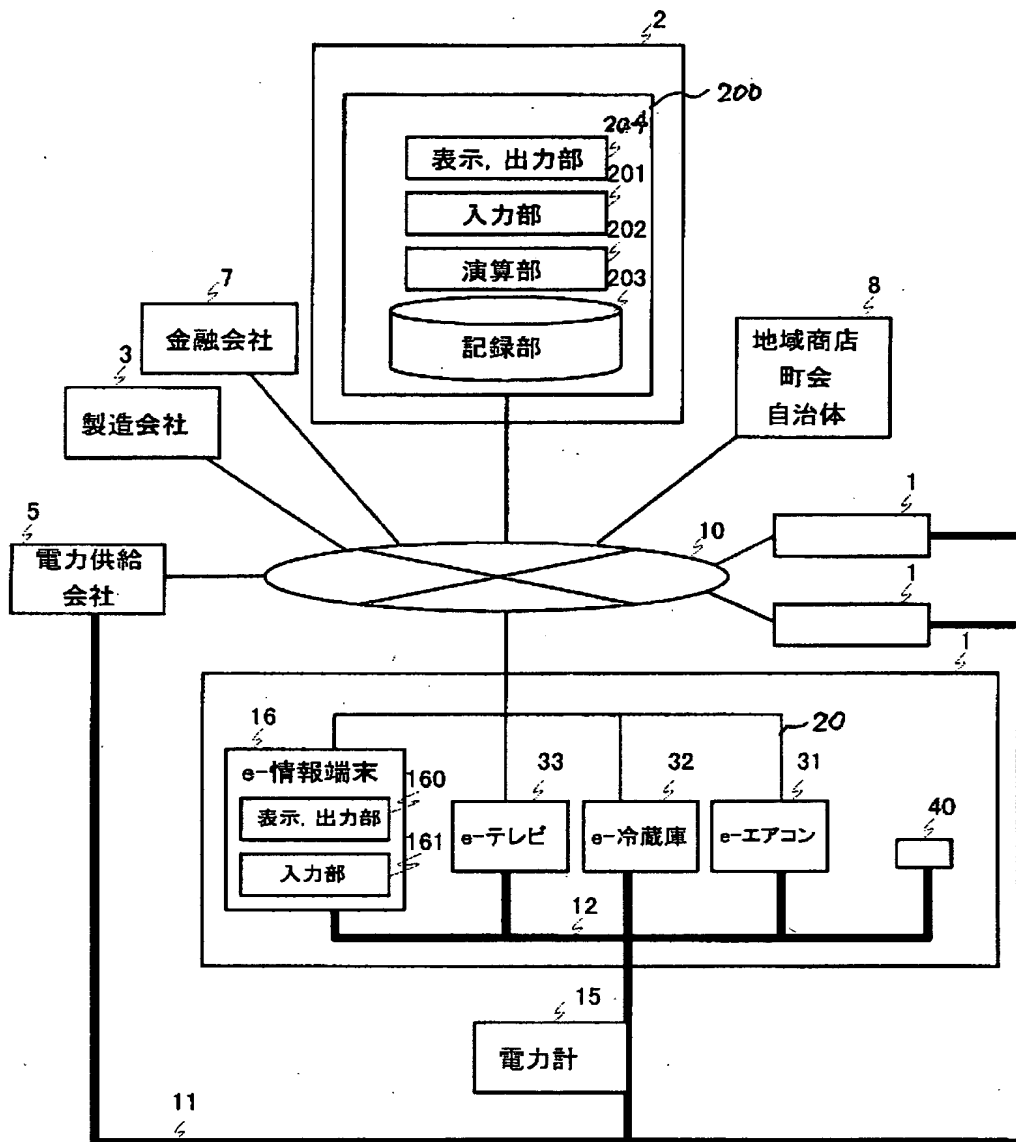 2
200
204
表示, 出力部
201
入力部
202
演算部
203
記録部
7
金融会社
3
製造会社
8
地域商店
町会
自治体
5
電力供給
会社
10
1
1
1
20
16
e-情報端末
160
表示, 出力部
161
入力部
33
e-テレビ
32
e-冷蔵庫
31
e-エアコン
40
12
15
電力計
11